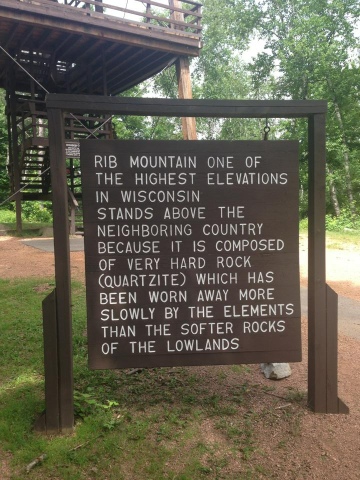 RIB MOUNTAIN ONE OF
THE HIGHEST ELEVATIONS
IN WISCONSIN
STANDS ABOVE THE
NEIGHBORING COUNTRY
BECAUSE IT IS COMPOSED
OF VERY HARD ROCK
(QUARTZITE) WHICH HAS
BEEN WORN AWAY MORE
SLOWLY BY THE ELEMENTS
THAN THE SOFTER ROCKS
OF THE LOWLANDS